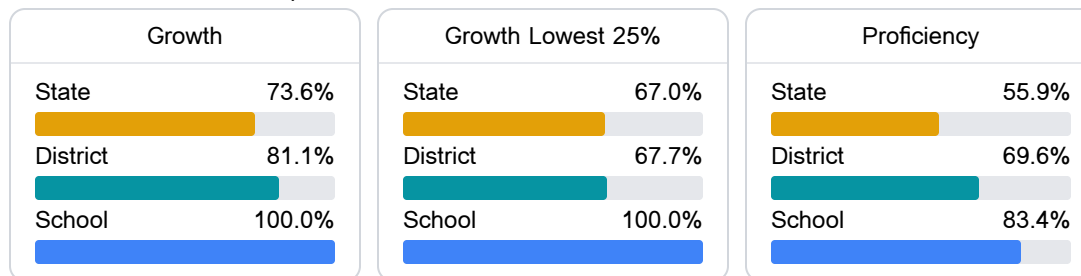 Growth
State 73.6%
District 81.1%
School 100.0%
Growth Lowest 25%
State 67.0%
District 67.7%
School 100.0%
Proficiency
State 55.9%
District 69.6%
School 83.4%